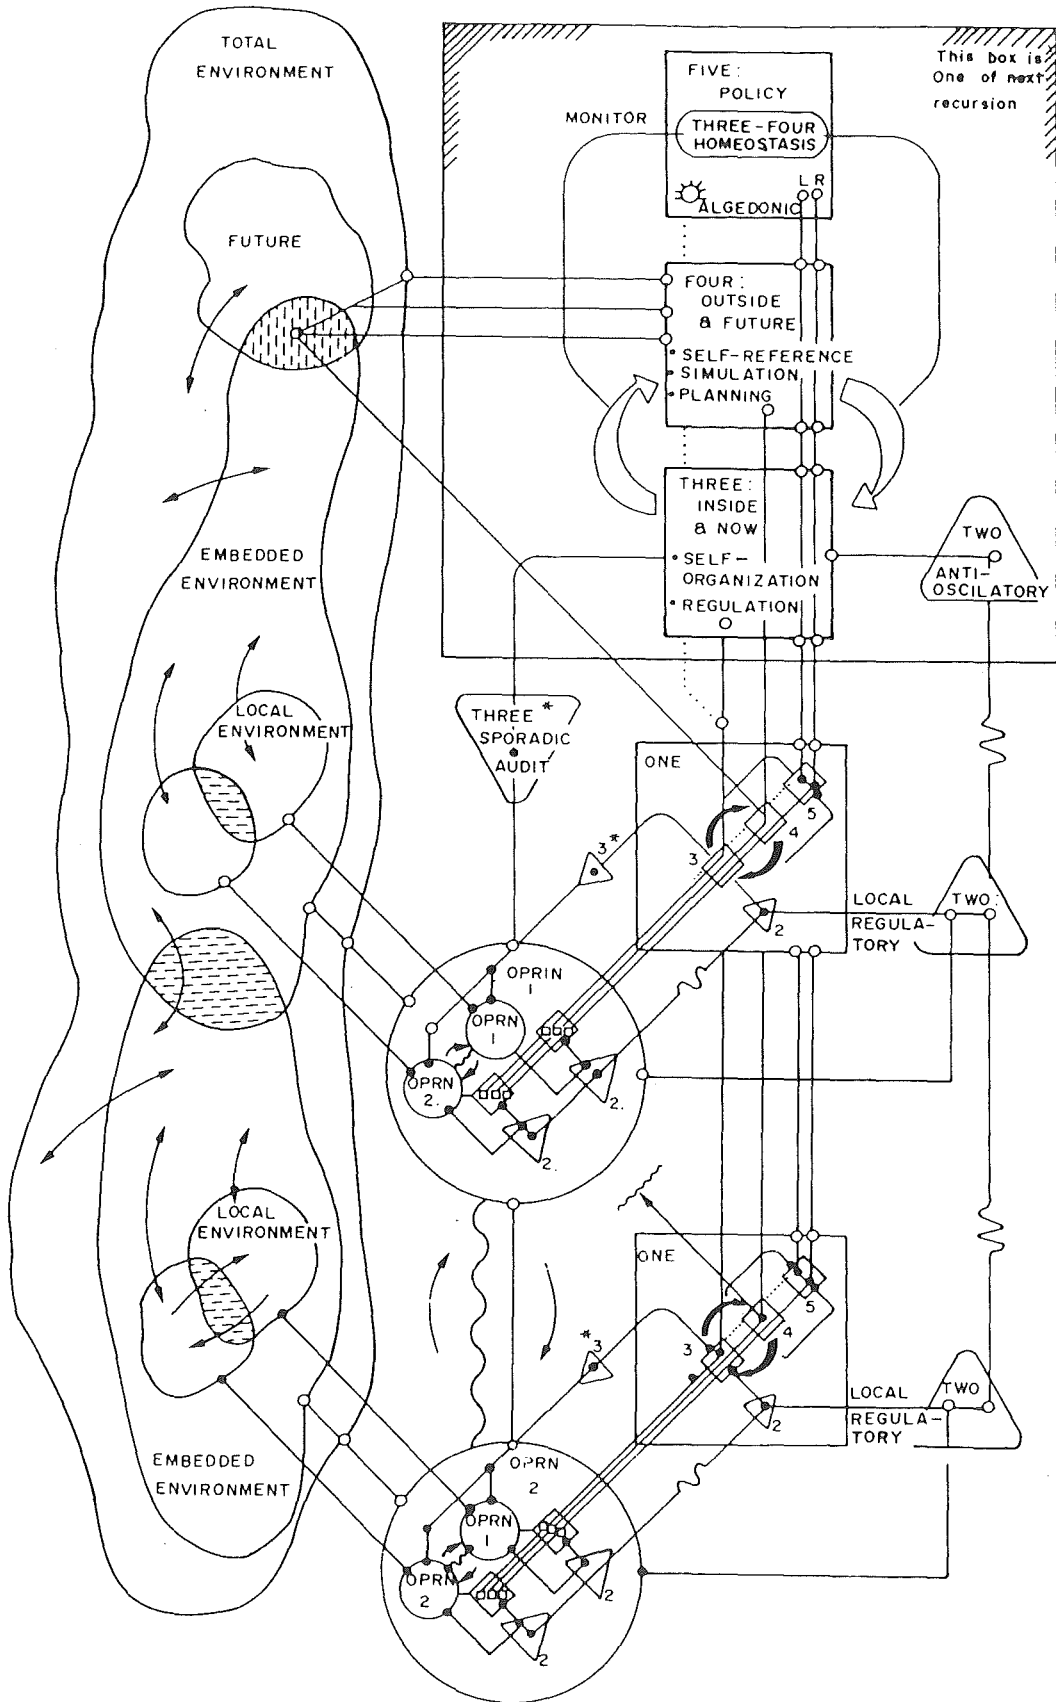 TOTAL
ENVIRONMENT
This box is
One of next
recursion
FIVE:
POLICY
MONITOR
THREE-FOUR
HOMEOSTASIS
L R
ALGEDONIC
FUTURE
FOUR:
OUTSIDE
& FUTURE
• SELF-REFERENCE
• SIMULATION
• PLANNING
THREE:
INSIDE
& NOW
• SELF-
ORGANIZATION
• REGULATION
TWO
ANTI-
OSCILATORY
EMBEDDED
ENVIRONMENT
LOCAL
ENVIRONMENT
THREE *
SPORADIC
AUDIT
ONE
5
4
3
3*
2
LOCAL
REGULA-
TORY
TWO:
OPRIN
1
OPRN
1
OPRN
2.
2.
2.
LOCAL
ENVIRONMENT
ONE
5
4
3
*3
2
LOCAL
REGULA-
TORY
TWO
EMBEDDED
ENVIRONMENT
OPRN
2
OPRN
1
OPRN
2
2
2